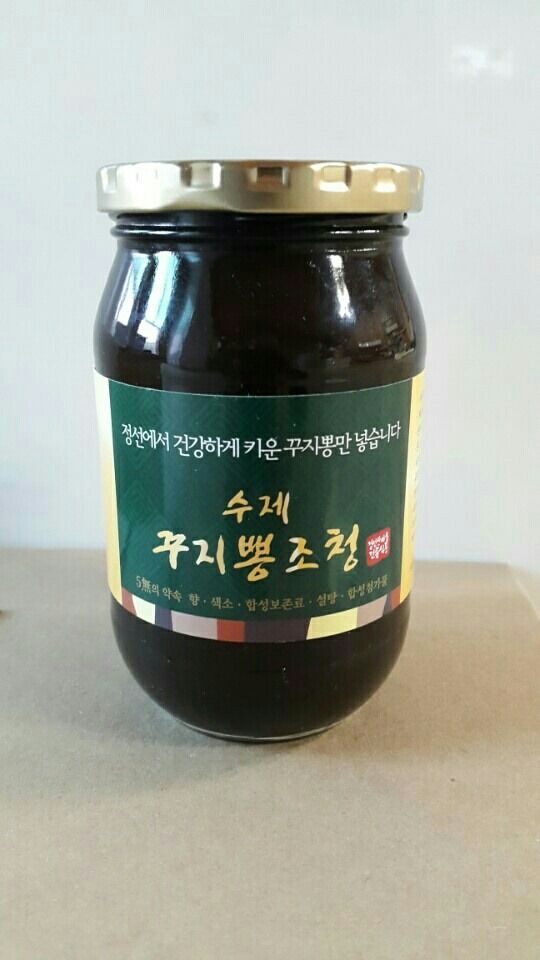 정선에서 건강하게 키운 꾸지뽕만 넣습니다
수제
꾸지뽕조청
5無의 약속 향 · 색소 · 합성보존료 · 설탕 · 합성첨가물